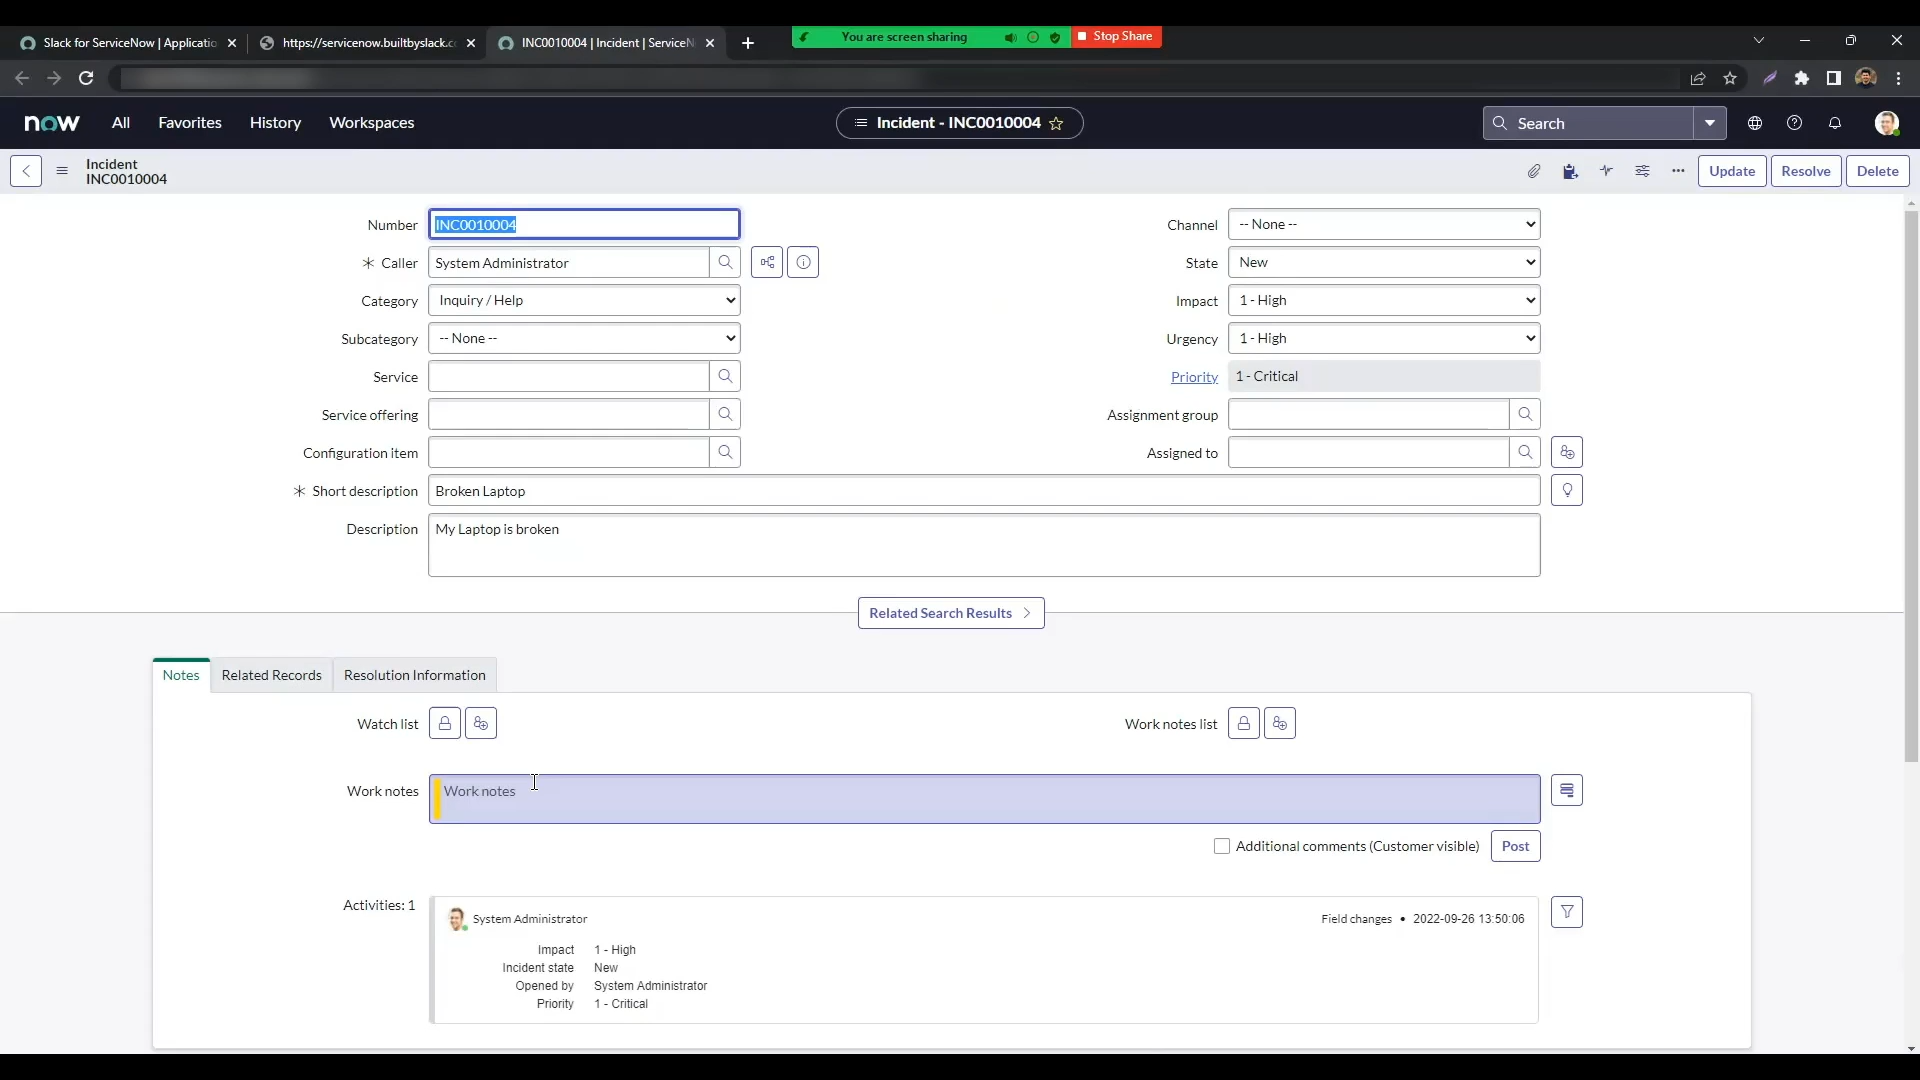 Slack for ServiceNow | Applicatio
https://servicenow.builtbyslack.c
INC0010004 | Incident | ServiceN
You are screen sharing
Stop Share
now
All
Favorites
History
Workspaces
Incident - INC0010004
Search
Incident
INC0010004
Update
Resolve
Delete
Number INC0010004
Channel -- None --
* Caller System Administrator
State New
Category Inquiry / Help
Impact 1 - High
Subcategory -- None --
Urgency 1 - High
Service
Priority 1 - Critical
Service offering
Assignment group
Configuration item
Assigned to
* Short description Broken Laptop
Description My Laptop is broken
Related Search Results
Notes
Related Records
Resolution Information
Watch list
Work notes list
Work notes Work notes
Additional comments (Customer visible)
Post
Activities: 1
System Administrator
Field changes • 2022-09-26 13:50:06
Impact 1 - High
Incident state New
Opened by System Administrator
Priority 1 - Critical